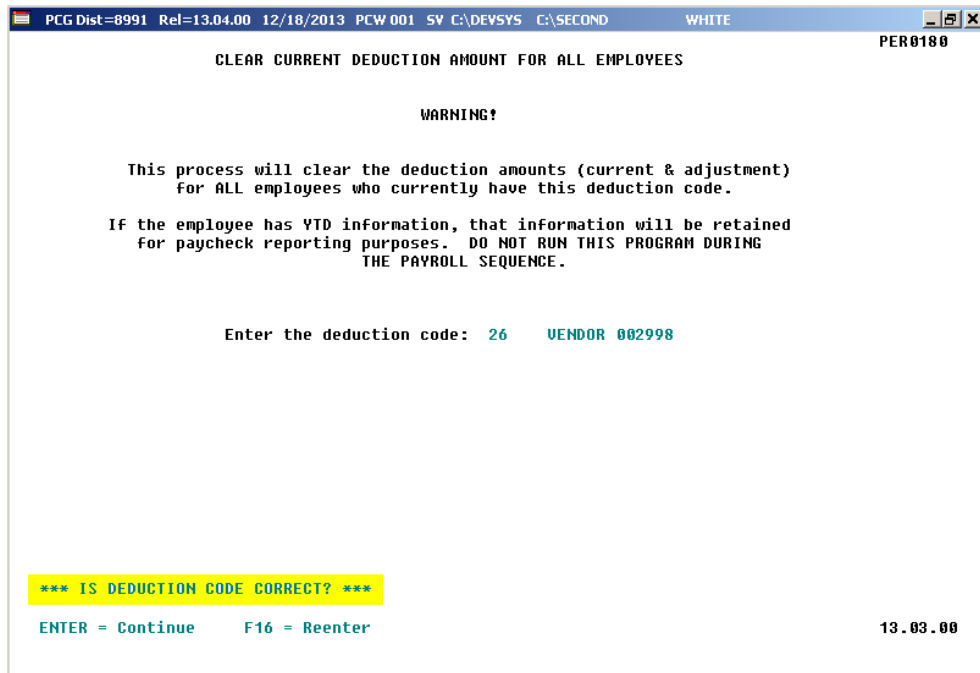 PCG Dist=8991 Rel=13.04.00 12/18/2013 PCW 001 SV C:\DEVSYS C:\SECOND WHITE
PER0180
CLEAR CURRENT DEDUCTION AMOUNT FOR ALL EMPLOYEES
WARNING!
This process will clear the deduction amounts (current & adjustment)
for ALL employees who currently have this deduction code.
If the employee has YTD information, that information will be retained
for paycheck reporting purposes. DO NOT RUN THIS PROGRAM DURING
THE PAYROLL SEQUENCE.
Enter the deduction code: 26 VENDOR 002998
*** IS DEDUCTION CODE CORRECT? ***
ENTER = Continue F16 = Reenter 13.03.00